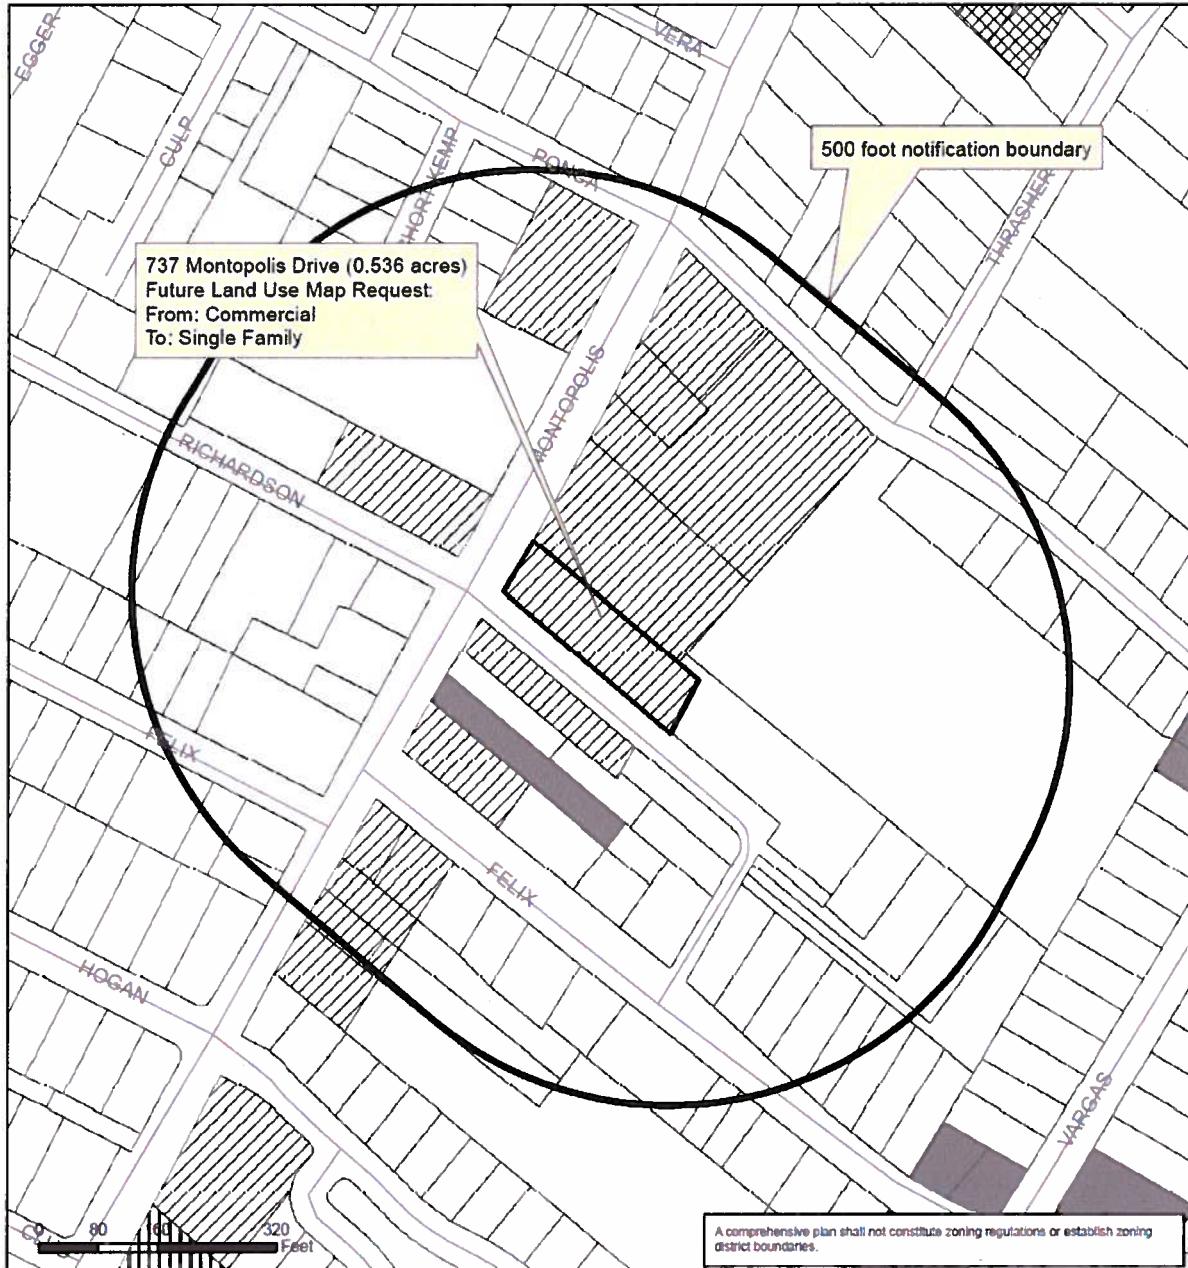 EGGER
CULP
VERA
SHORT KEMP
PONCA
THRASHER
500 foot notification boundary
737 Montopolis Drive (0.536 acres)
Future Land Use Map Request:
From: Commercial
To: Single Family
MONTOPOLIS
RICHARDSON
FELIX
FELIX
HOGAN
VARGAS
0 80 160 320
Feet
A comprehensive plan shall not constitute zoning regulations or establish zoning
district boundaries.